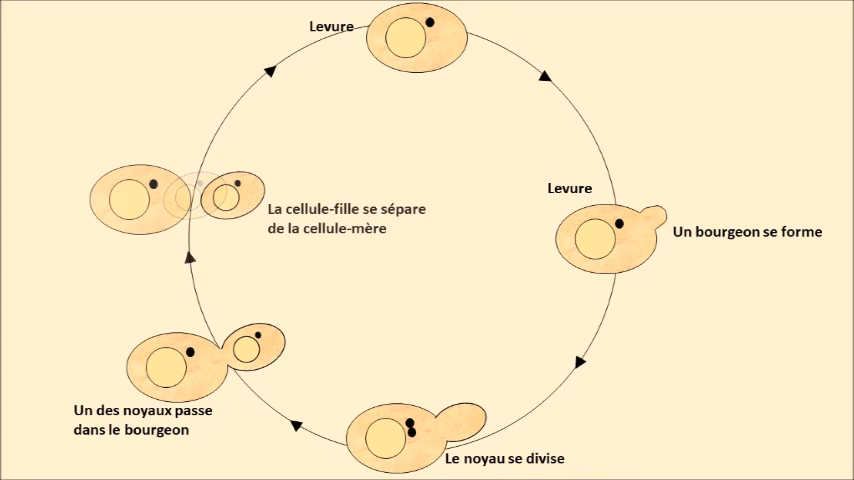 Levure
Levure
Un bourgeon se forme
La cellule-fille se sépare
de la cellule-mère
Un des noyaux passe
dans le bourgeon
Le noyau se divise